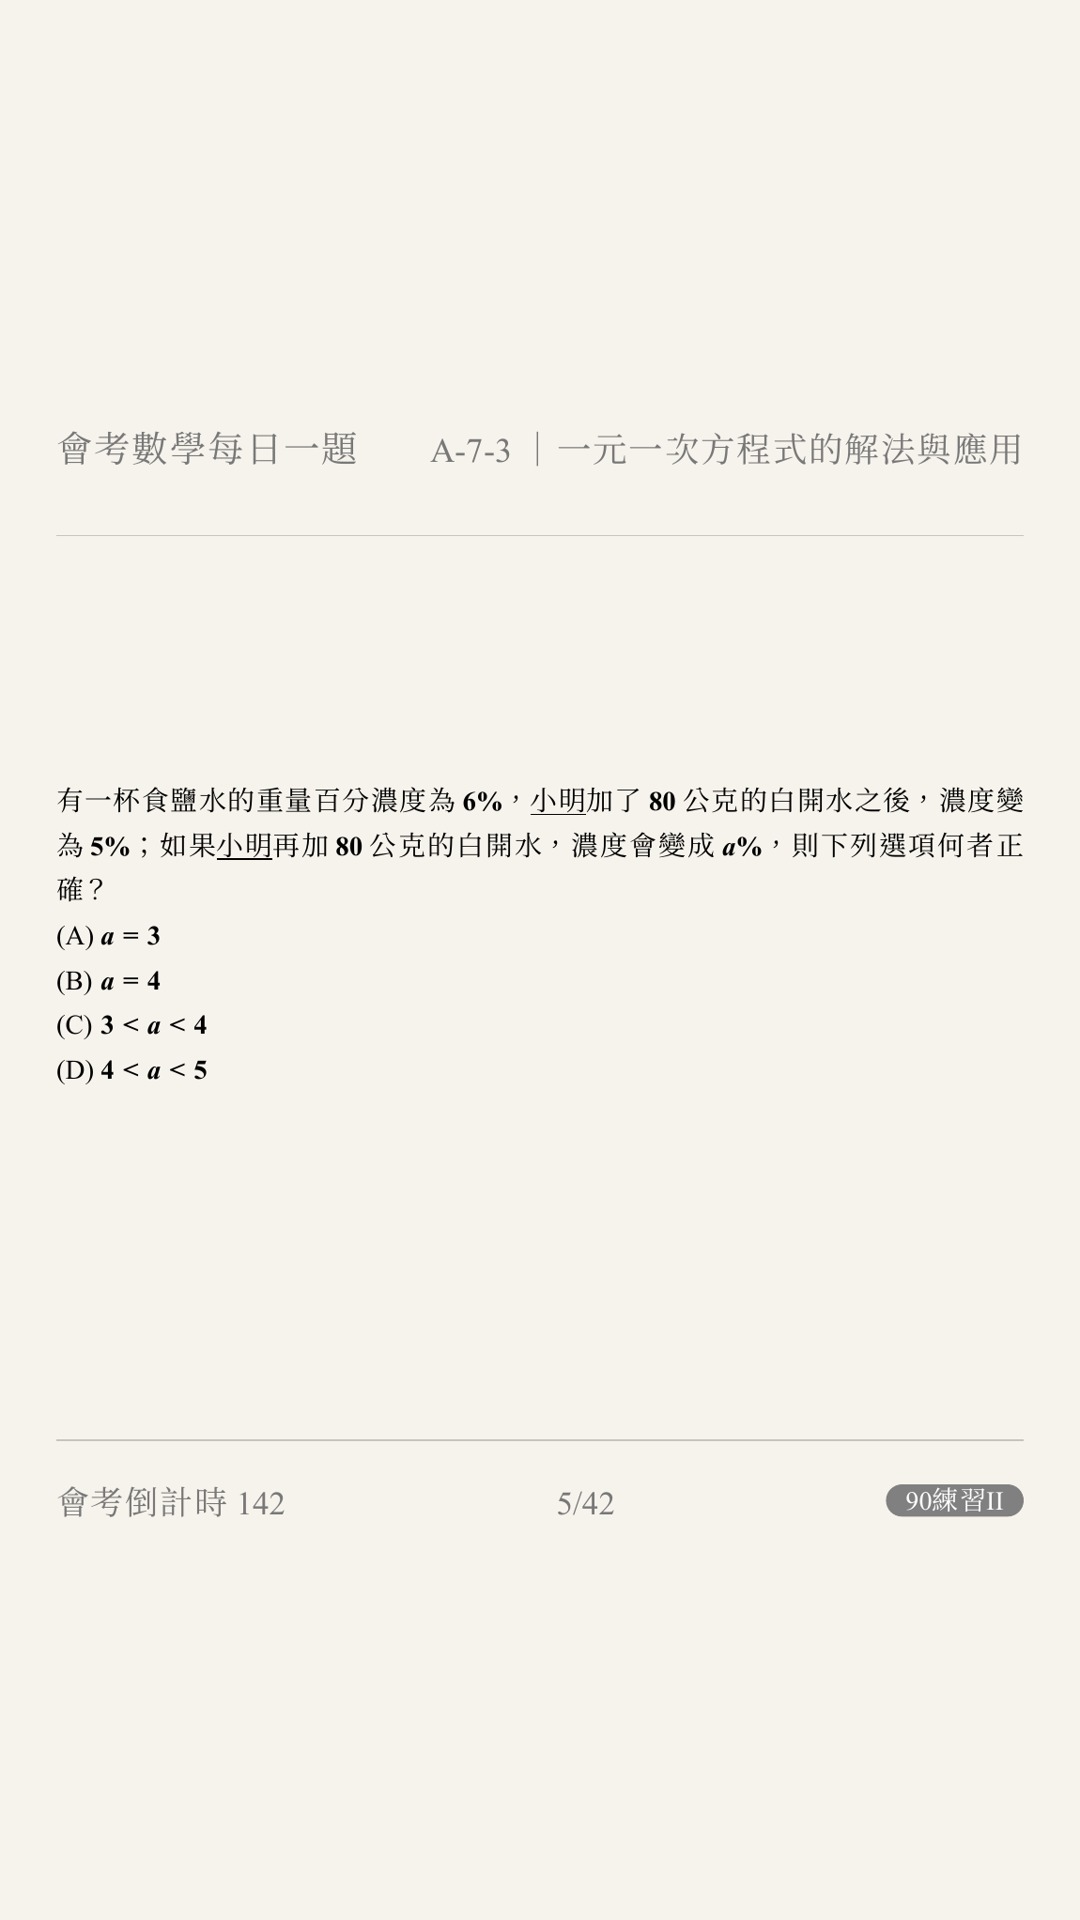 會考數學每日一題
A-7-3｜一元一次方程式的解法與應用
有一杯食鹽水的重量百分濃度為 6%，小明加了 80 公克的白開水之後，濃度變
為 5%；如果小明再加 80 公克的白開水，濃度會變成 a%，則下列選項何者正
確？
(A) a = 3
(B) a = 4
(C) 3 < a < 4
(D) 4 < a < 5
會考倒計時 142
5/42
90練習II